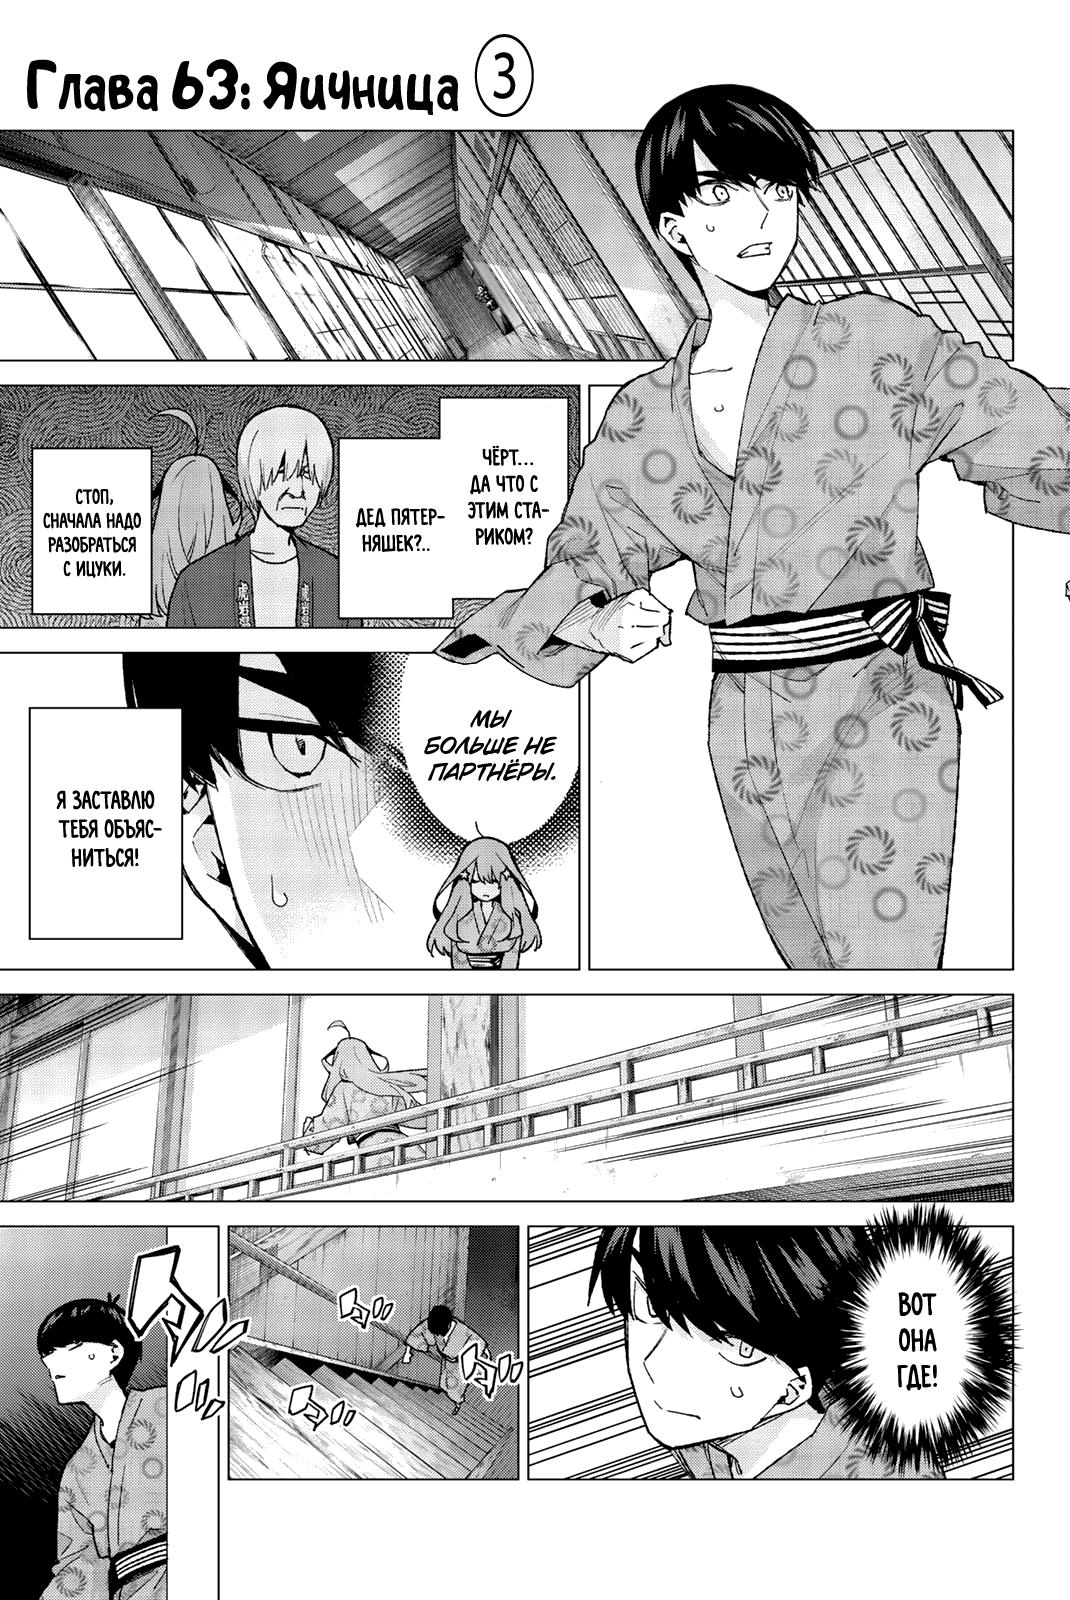 Глава 63: Яичница 3
ЧЁРТ...
ДА ЧТО С
ЭТИМ СТА-
РИКОМ?
ДЕД ПЯТЕР-
НЯШЕК?..
СТОП,
СНАЧАЛА НАДО
РАЗОБРАТЬСЯ
С ИЦУКИ.
МЫ
БОЛЬШЕ НЕ
ПАРТНЁРЫ.
Я ЗАСТАВЛЮ
ТЕБЯ ОБЪЯС-
НИТЬСЯ!
ВОТ
ОНА
ГДЕ!